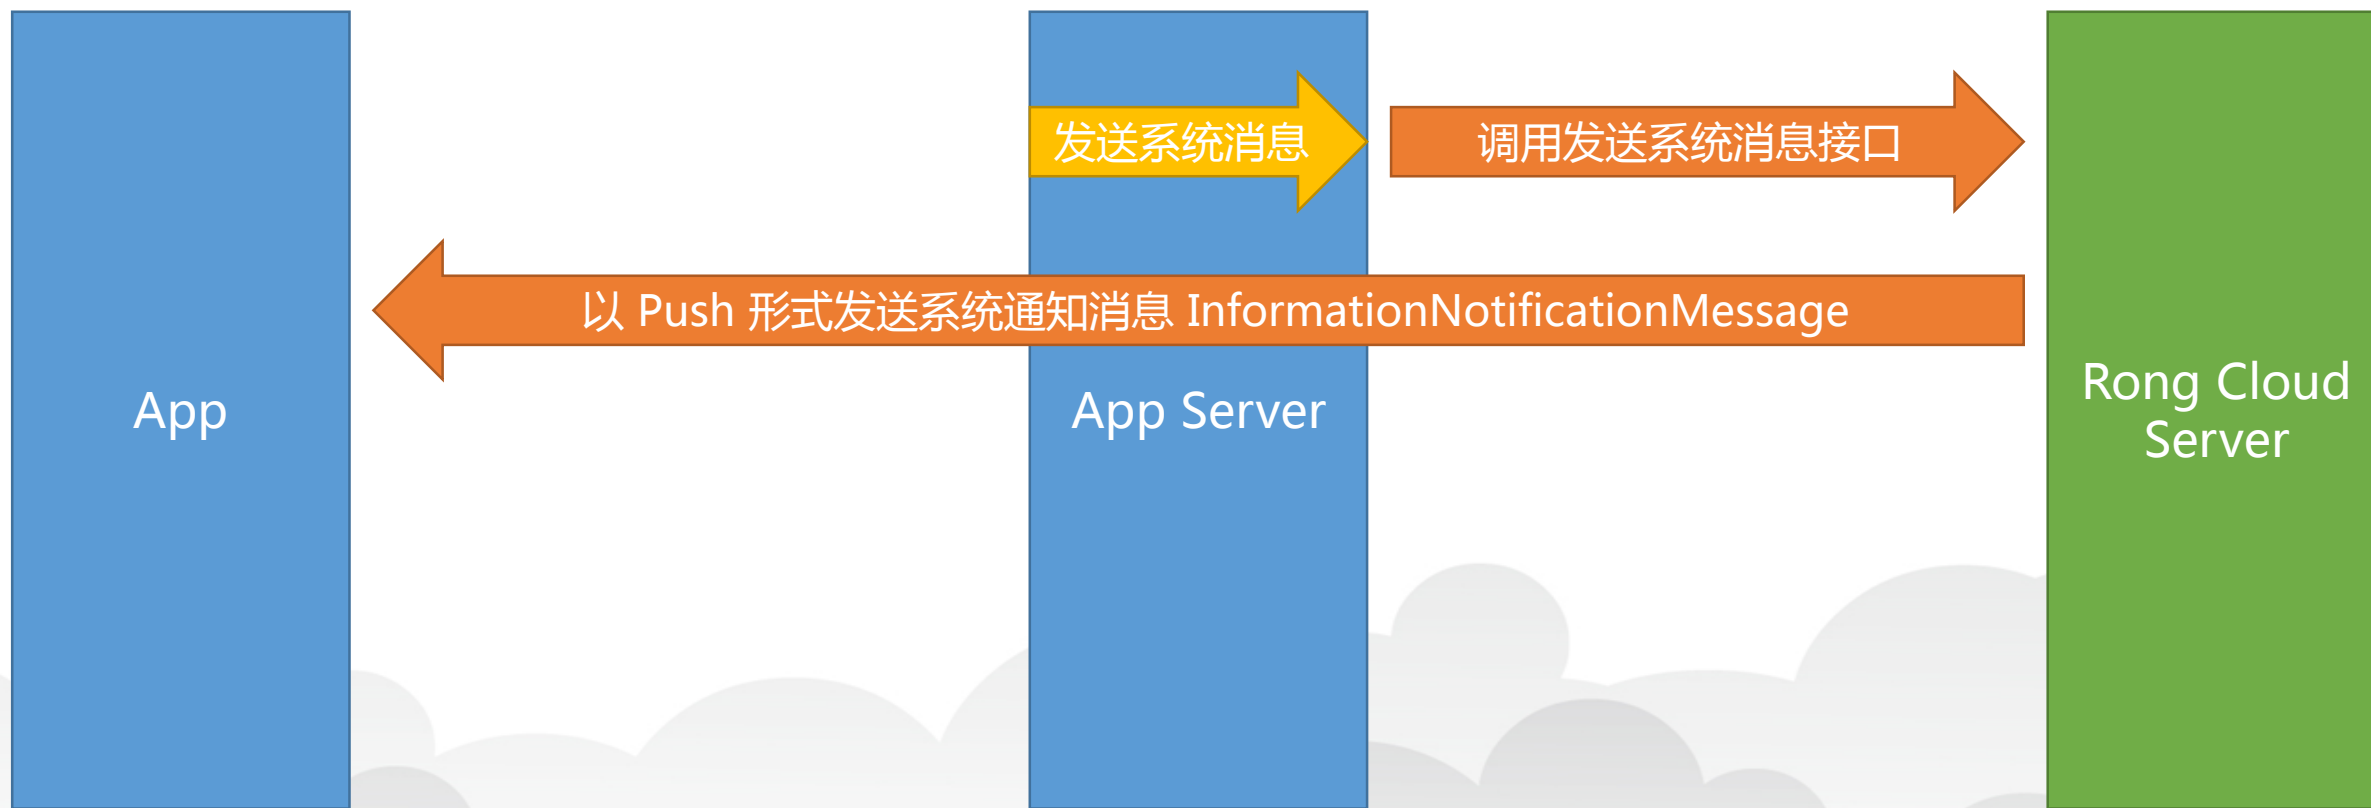 发送系统消息
调用发送系统消息接口
以 Push 形式发送系统通知消息 InformationNotificationMessage
App
App Server
Rong Cloud
Server